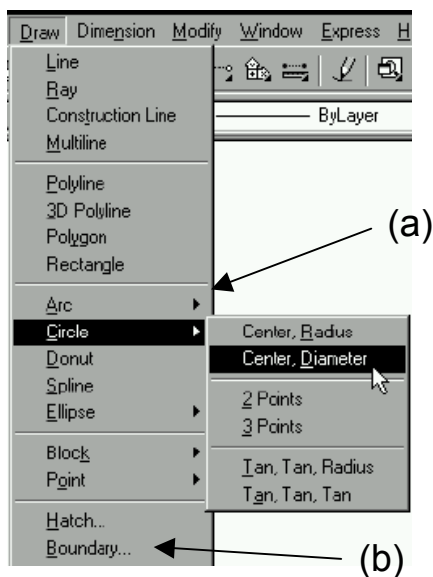 Draw Dimension Modify Window Express H
Line
Ray
Construction Line
Multiline
ByLayer
Polyline
3D Polyline
Polygon
Rectangle
(a)
Arc
Circle
Donut
Spline
Ellipse
Center, Radius
Center, Diameter
2 Points
3 Points
Tan, Tan, Radius
Tan, Tan, Tan
Block
Point
Hatch...
Boundary...
(b)